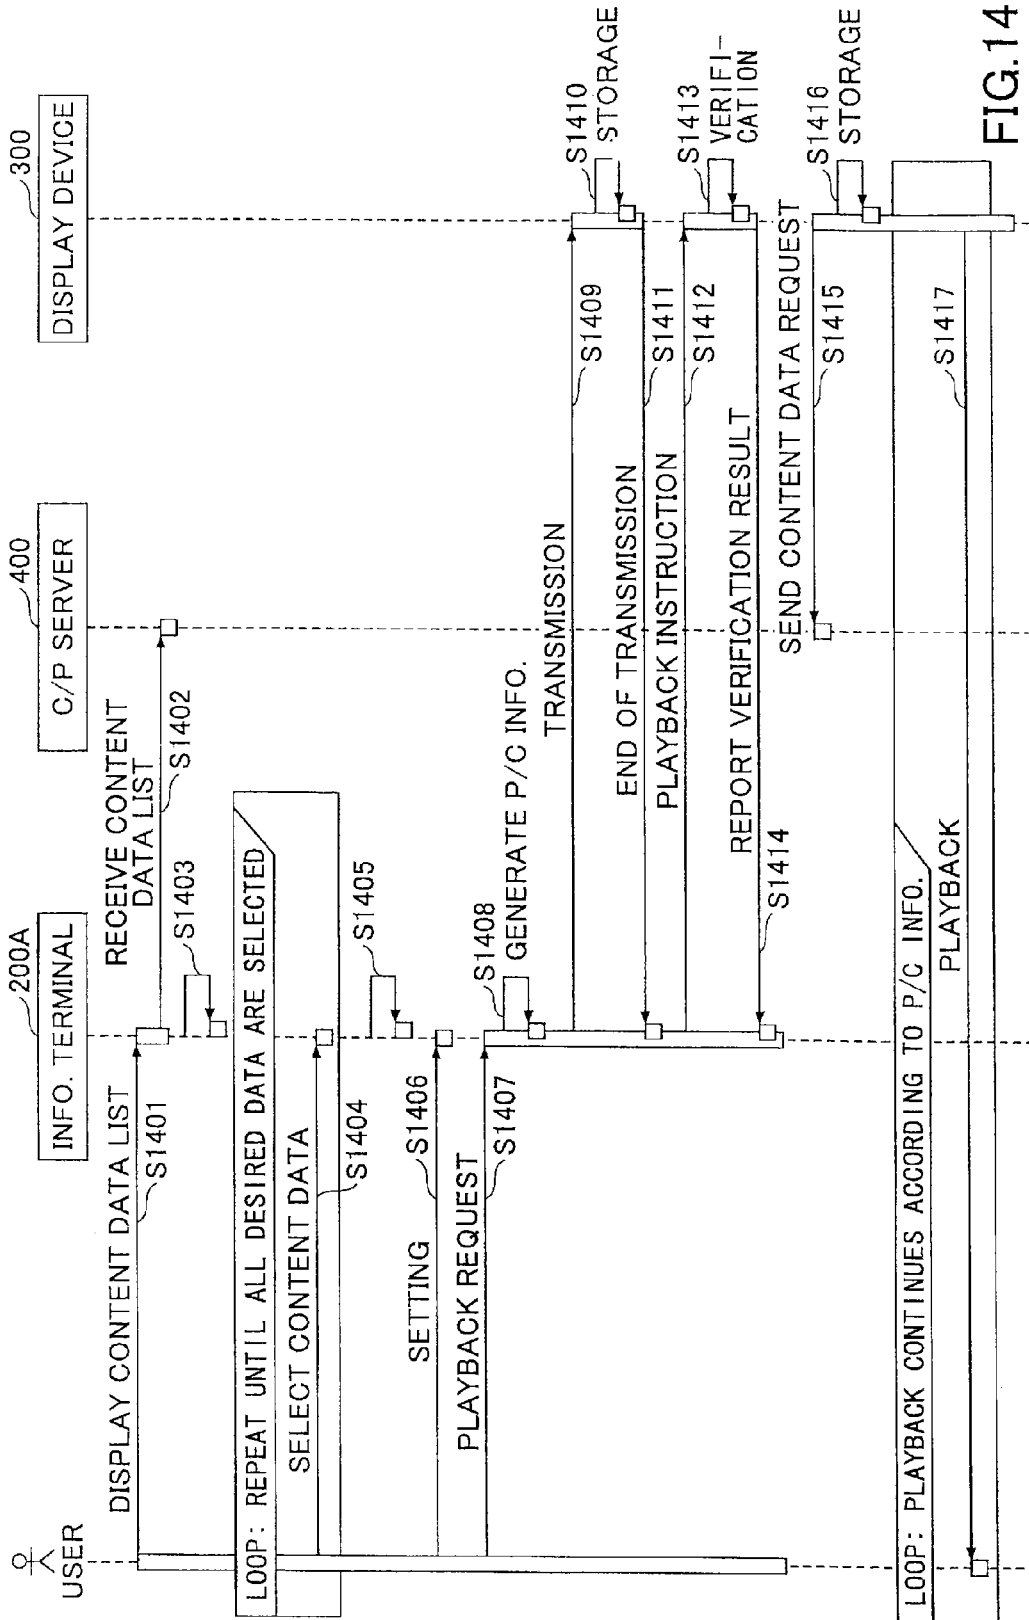 USER
200A
INFO. TERMINAL
400
C/P SERVER
300
DISPLAY DEVICE
DISPLAY CONTENT DATA LIST
S1401
RECEIVE CONTENT
DATA LIST
S1402
S1403
LOOP: REPEAT UNTIL ALL DESIRED DATA ARE SELECTED
SELECT CONTENT DATA
S1404
S1405
SETTING
S1406
PLAYBACK REQUEST
S1407
S1408
GENERATE P/C INFO.
TRANSMISSION
S1409
S1410
STORAGE
END OF TRANSMISSION
S1411
PLAYBACK INSTRUCTION
S1412
S1413
VERIFI-
CATION
REPORT VERIFICATION RESULT
S1414
SEND CONTENT DATA REQUEST
S1415
S1416
STORAGE
LOOP: PLAYBACK CONTINUES ACCORDING TO P/C INFO.
PLAYBACK
S1417
FIG.14